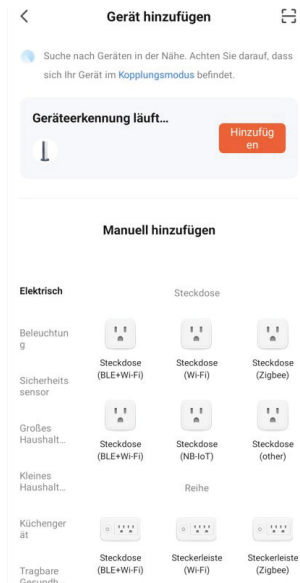 Gerät hinzufügen
Suche nach Geräten in der Nähe. Achten Sie darauf, dass
sich Ihr Gerät im Kopplungsmodus befindet.
Geräteerkennung läuft...
Hinzufüg
en
Manuell hinzufügen
Elektrisch
Steckdose
Beleuchtun
g
Steckdose
(BLE+Wi-Fi)
Steckdose
(Wi-Fi)
Steckdose
(Zigbee)
Sicherheits
sensor
Großes
Haushalt...
Steckdose
(BLE+Wi-Fi)
Steckdose
(NB-IoT)
Steckdose
(other)
Kleines
Haushalt...
Reihe
Küchenger
ät
Steckdose
(BLE+Wi-Fi)
Steckerleiste
(Wi-Fi)
Steckerleiste
(Zigbee)
Tragbare
Gesundh